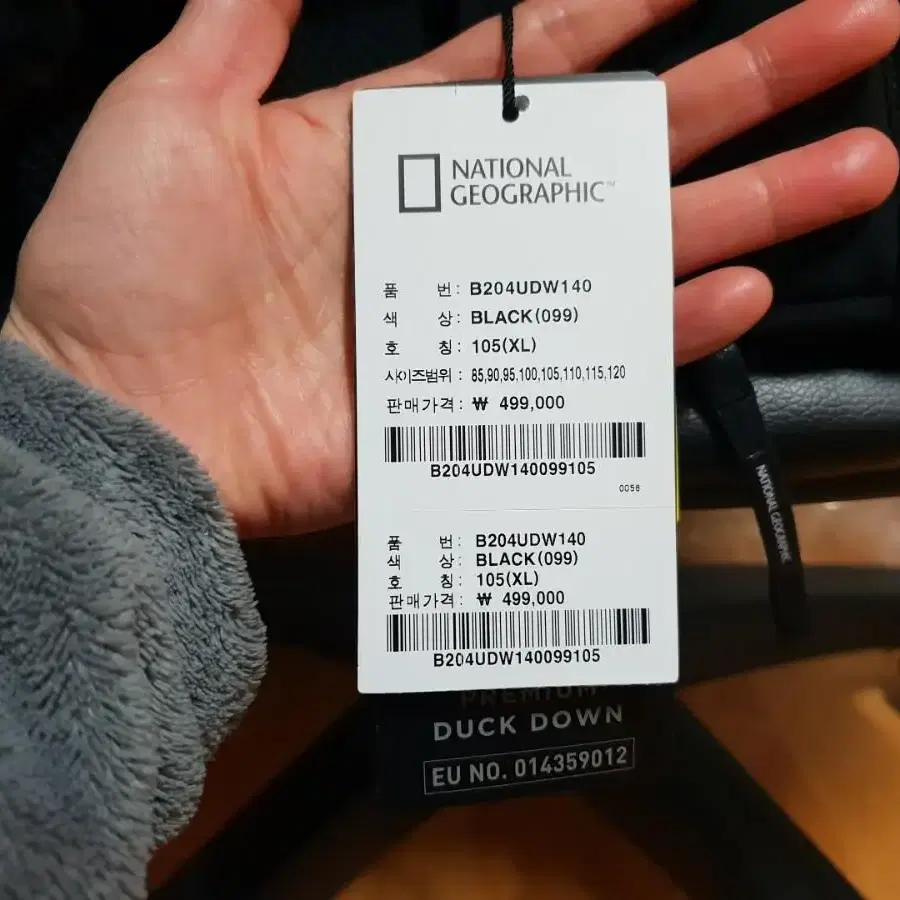 NATIONAL
GEOGRAPHIC™
품 번: B204UDW140
색 상: BLACK(099)
호 칭: 105(XL)
사이즈범위 : 85,90,95,100,105,110,115,120
판매가격: ₩ 499,000
B204UDW140099105
0056
품 번: B204UDW140
색 상: BLACK(099)
호 칭: 105(XL)
판매가격: ₩ 499,000
B204UDW140099105
PREMIUM
DUCK DOWN
EU NO. 014359012
NATIONAL GEOGRAPHIC